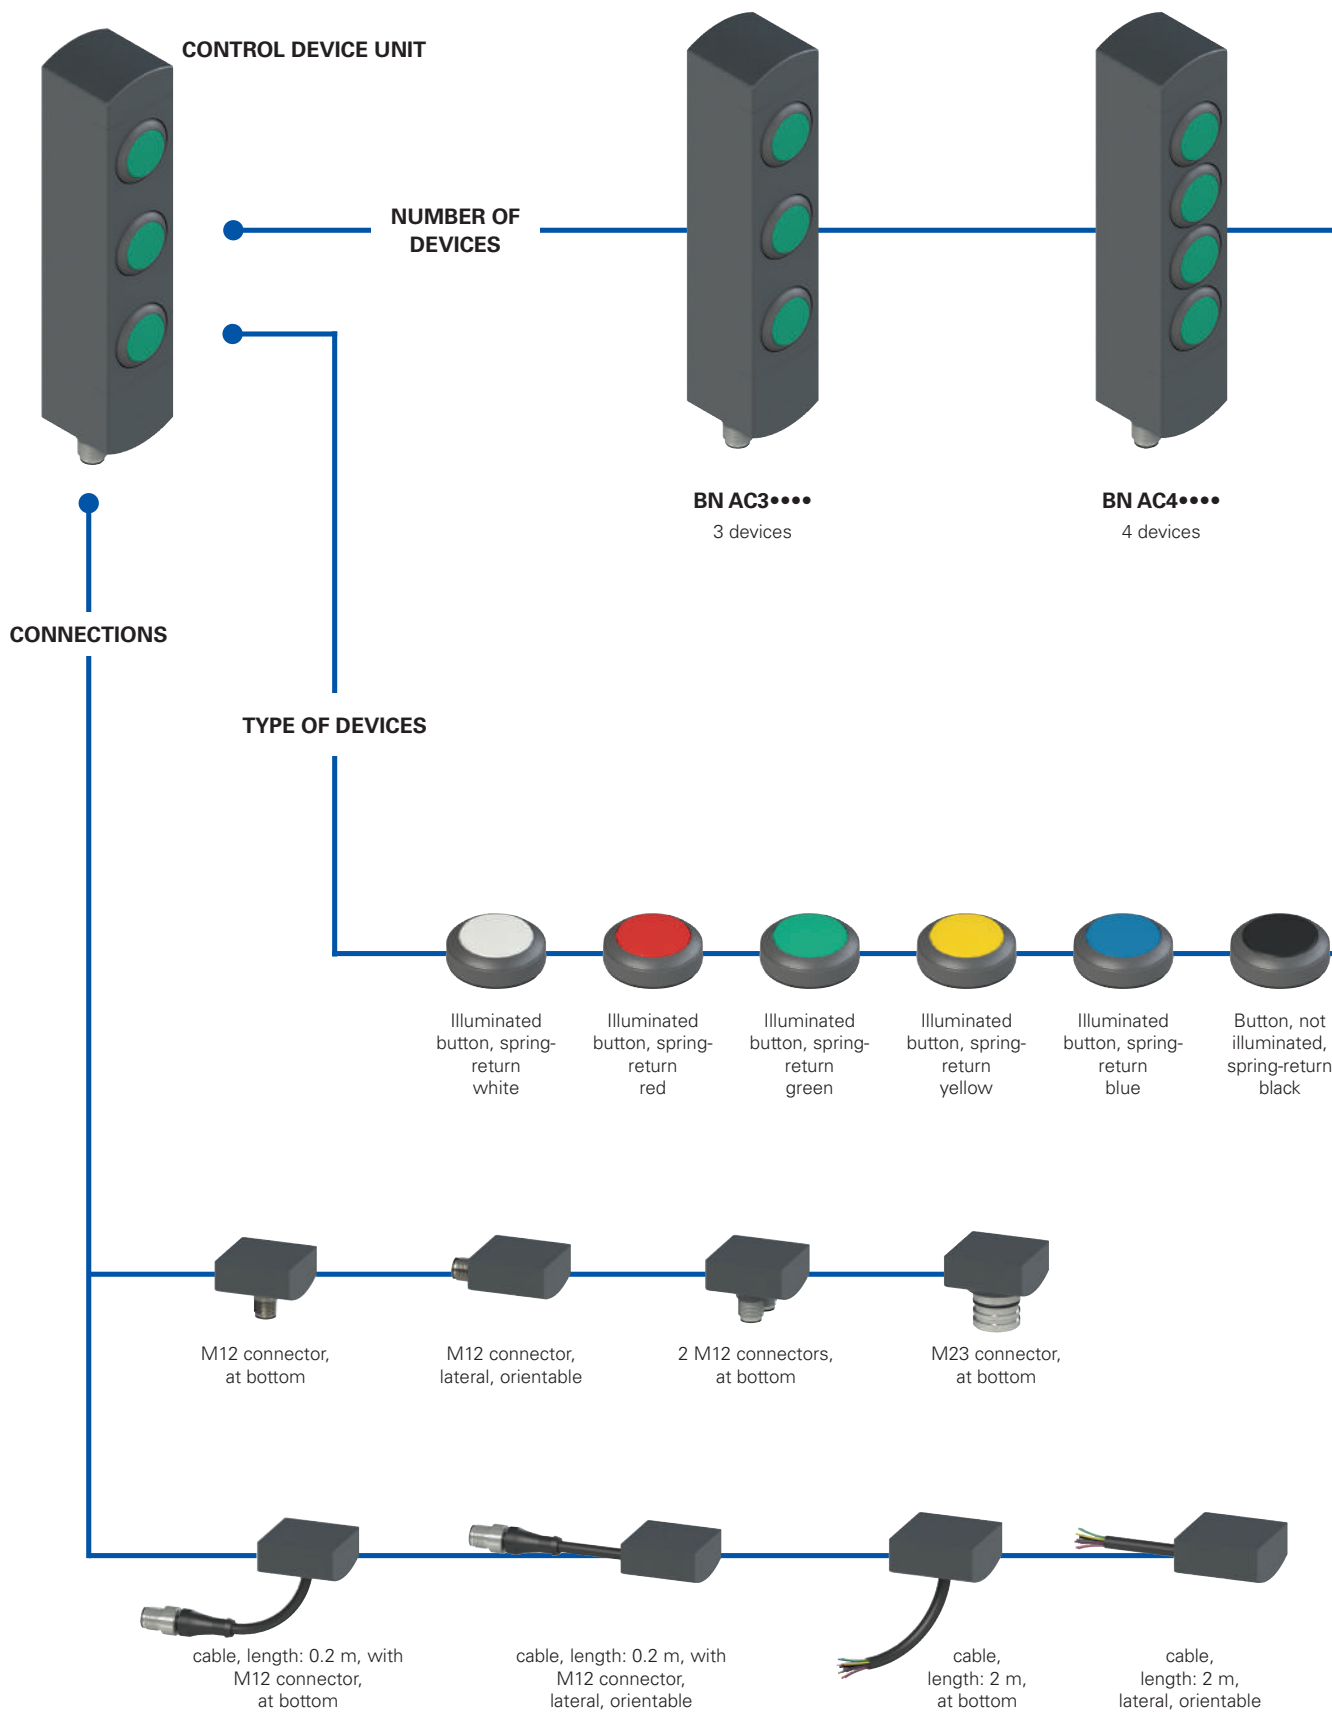 CONTROL DEVICE UNIT
NUMBER OF
DEVICES
BN AC3••••
3 devices
BN AC4••••
4 devices
CONNECTIONS
TYPE OF DEVICES
Illuminated
button, spring-
return
white
Illuminated
button, spring-
return
red
Illuminated
button, spring-
return
green
Illuminated
button, spring-
return
yellow
Illuminated
button, spring-
return
blue
Button, not
illuminated,
spring-return
black
M12 connector,
at bottom
M12 connector,
lateral, orientable
2 M12 connectors,
at bottom
M23 connector,
at bottom
cable, length: 0.2 m, with
M12 connector,
at bottom
cable, length: 0.2 m, with
M12 connector,
lateral, orientable
cable,
length: 2 m,
at bottom
cable,
length: 2 m,
lateral, orientable